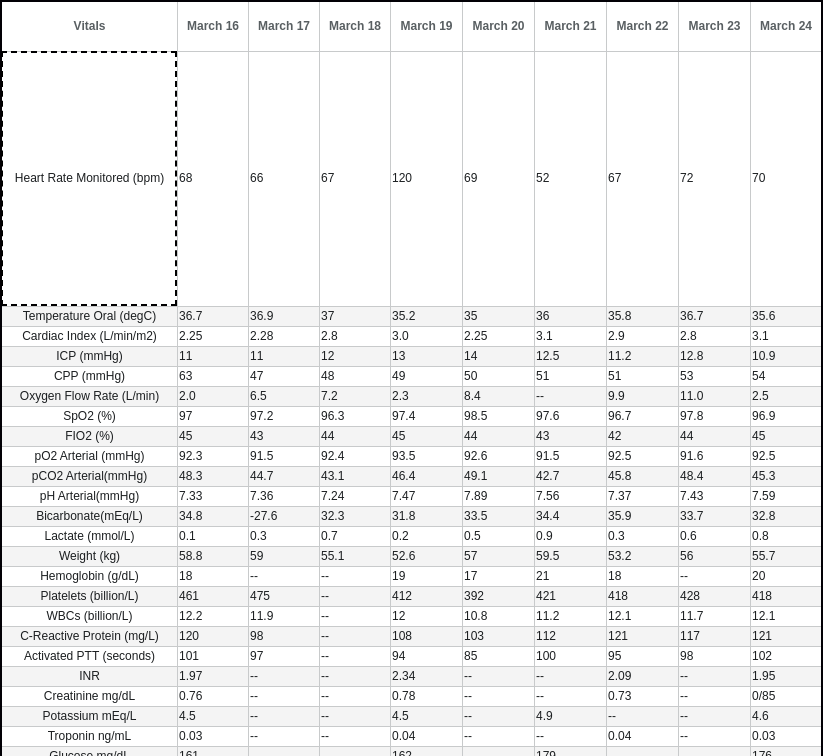 Vitals March 16 March 17 March 18 March 19 March 20 March 21 March 22 March 23 March 24
Heart Rate Monitored (bpm) 68 66 67 120 69 52 67 72 70
Temperature Oral (degC) 36.7 36.9 37 35.2 35 36 35.8 36.7 35.6
Cardiac Index (L/min/m2) 2.25 2.28 2.8 3.0 2.25 3.1 2.9 2.8 3.1
ICP (mmHg) 11 11 12 13 14 12.5 11.2 12.8 10.9
CPP (mmHg) 63 47 48 49 50 51 51 53 54
Oxygen Flow Rate (L/min) 2.0 6.5 7.2 2.3 8.4 -- 9.9 11.0 2.5
SpO2 (%) 97 97.2 96.3 97.4 98.5 97.6 96.7 97.8 96.9
FIO2 (%) 45 43 44 45 44 43 42 44 45
pO2 Arterial (mmHg) 92.3 91.5 92.4 93.5 92.6 91.5 92.5 91.6 92.5
pCO2 Arterial(mmHg) 48.3 44.7 43.1 46.4 49.1 42.7 45.8 48.4 45.3
pH Arterial(mmHg) 7.33 7.36 7.24 7.47 7.89 7.56 7.37 7.43 7.59
Bicarbonate(mEq/L) 34.8 -27.6 32.3 31.8 33.5 34.4 35.9 33.7 32.8
Lactate (mmol/L) 0.1 0.3 0.7 0.2 0.5 0.9 0.3 0.6 0.8
Weight (kg) 58.8 59 55.1 52.6 57 59.5 53.2 56 55.7
Hemoglobin (g/dL) 18 -- -- 19 17 21 18 -- 20
Platelets (billion/L) 461 475 -- 412 392 421 418 428 418
WBCs (billion/L) 12.2 11.9 -- 12 10.8 11.2 12.1 11.7 12.1
C-Reactive Protein (mg/L) 120 98 -- 108 103 112 121 117 121
Activated PTT (seconds) 101 97 -- 94 85 100 95 98 102
INR 1.97 -- -- 2.34 -- -- 2.09 -- 1.95
Creatinine mg/dL 0.76 -- -- 0.78 -- -- 0.73 -- 0/85
Potassium mEq/L 4.5 -- -- 4.5 -- 4.9 -- -- 4.6
Troponin ng/mL 0.03 -- -- 0.04 -- -- 0.04 -- 0.03
Glucose mg/dL 161 162 179 176